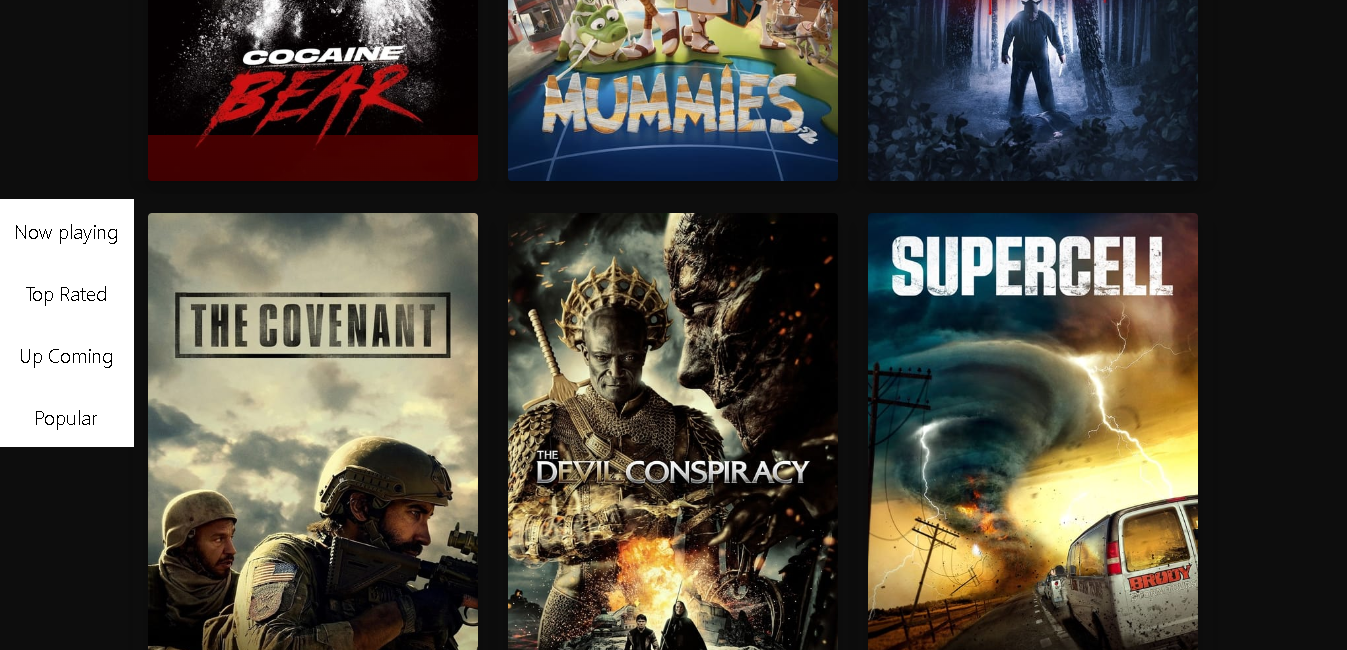 COCAINE
BEAR
MUMMIES
Now playing
Top Rated
Up Coming
Popular
THE COVENANT
THE
DEVIL CONSPIRACY
SUPERCELL
BRODY